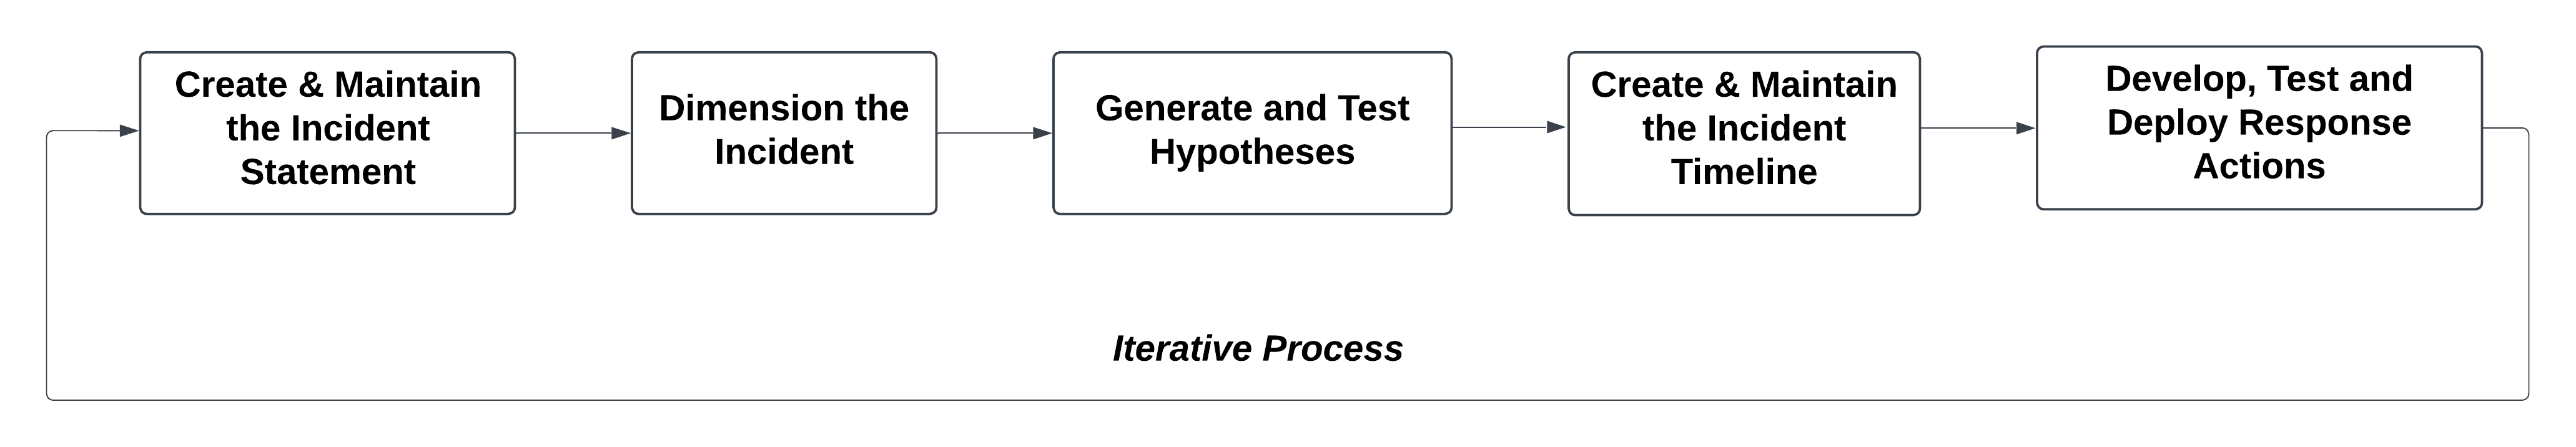 Create & Maintain
the Incident
Statement
Dimension the
Incident
Generate and Test
Hypotheses
Create & Maintain
the Incident
Timeline
Develop, Test and
Deploy Response
Actions
Iterative Process